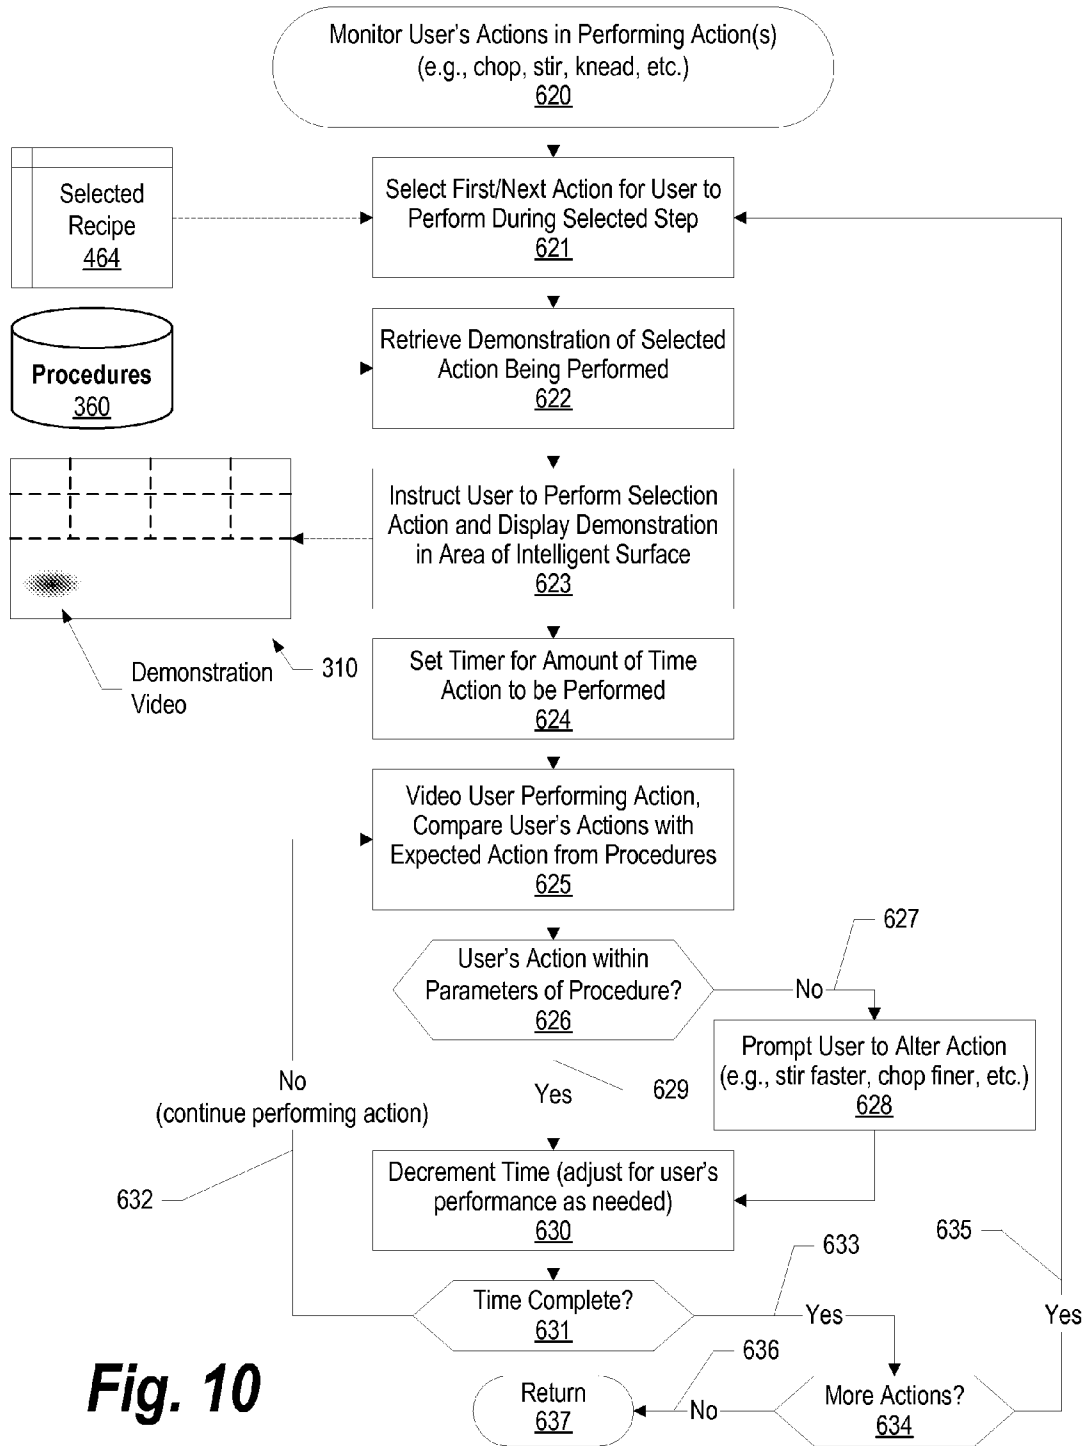 Monitor User's Actions in Performing Action(s)
(e.g., chop, stir, knead, etc.)
620
Selected
Recipe
464
Select First/Next Action for User to
Perform During Selected Step
621
Procedures
360
Retrieve Demonstration of Selected
Action Being Performed
622
Instruct User to Perform Selection
Action and Display Demonstration
in Area of Intelligent Surface
623
Demonstration
Video
310
Set Timer for Amount of Time
Action to be Performed
624
Video User Performing Action,
Compare User's Actions with
Expected Action from Procedures
625
627
User's Action within
Parameters of Procedure?
626
No
Prompt User to Alter Action
(e.g., stir faster, chop finer, etc.)
628
629
Yes
No
(continue performing action)
632
Decrement Time (adjust for user's
performance as needed)
630
633
635
Time Complete?
631
Yes
Yes
636
Fig. 10
Return
637
No
More Actions?
634